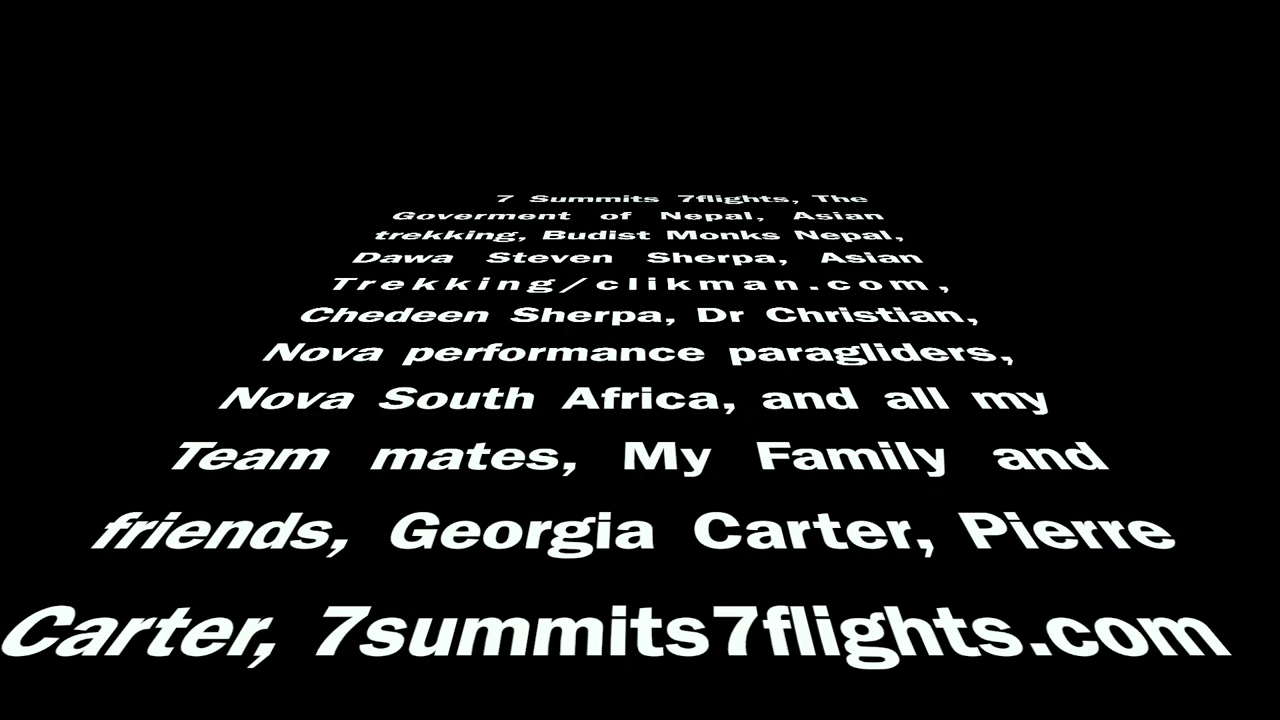 7 Summits 7flights, The
Goverment of Nepal, Asian
trekking, Budist Monks Nepal,
Dawa Steven Sherpa, Asian
Trekking/clikman.com,
Chedeen Sherpa, Dr Christian,
Nova performance paragliders,
Nova South Africa, and all my
Team mates, My Family and
friends, Georgia Carter, Pierre
Carter, 7summits7flights.com